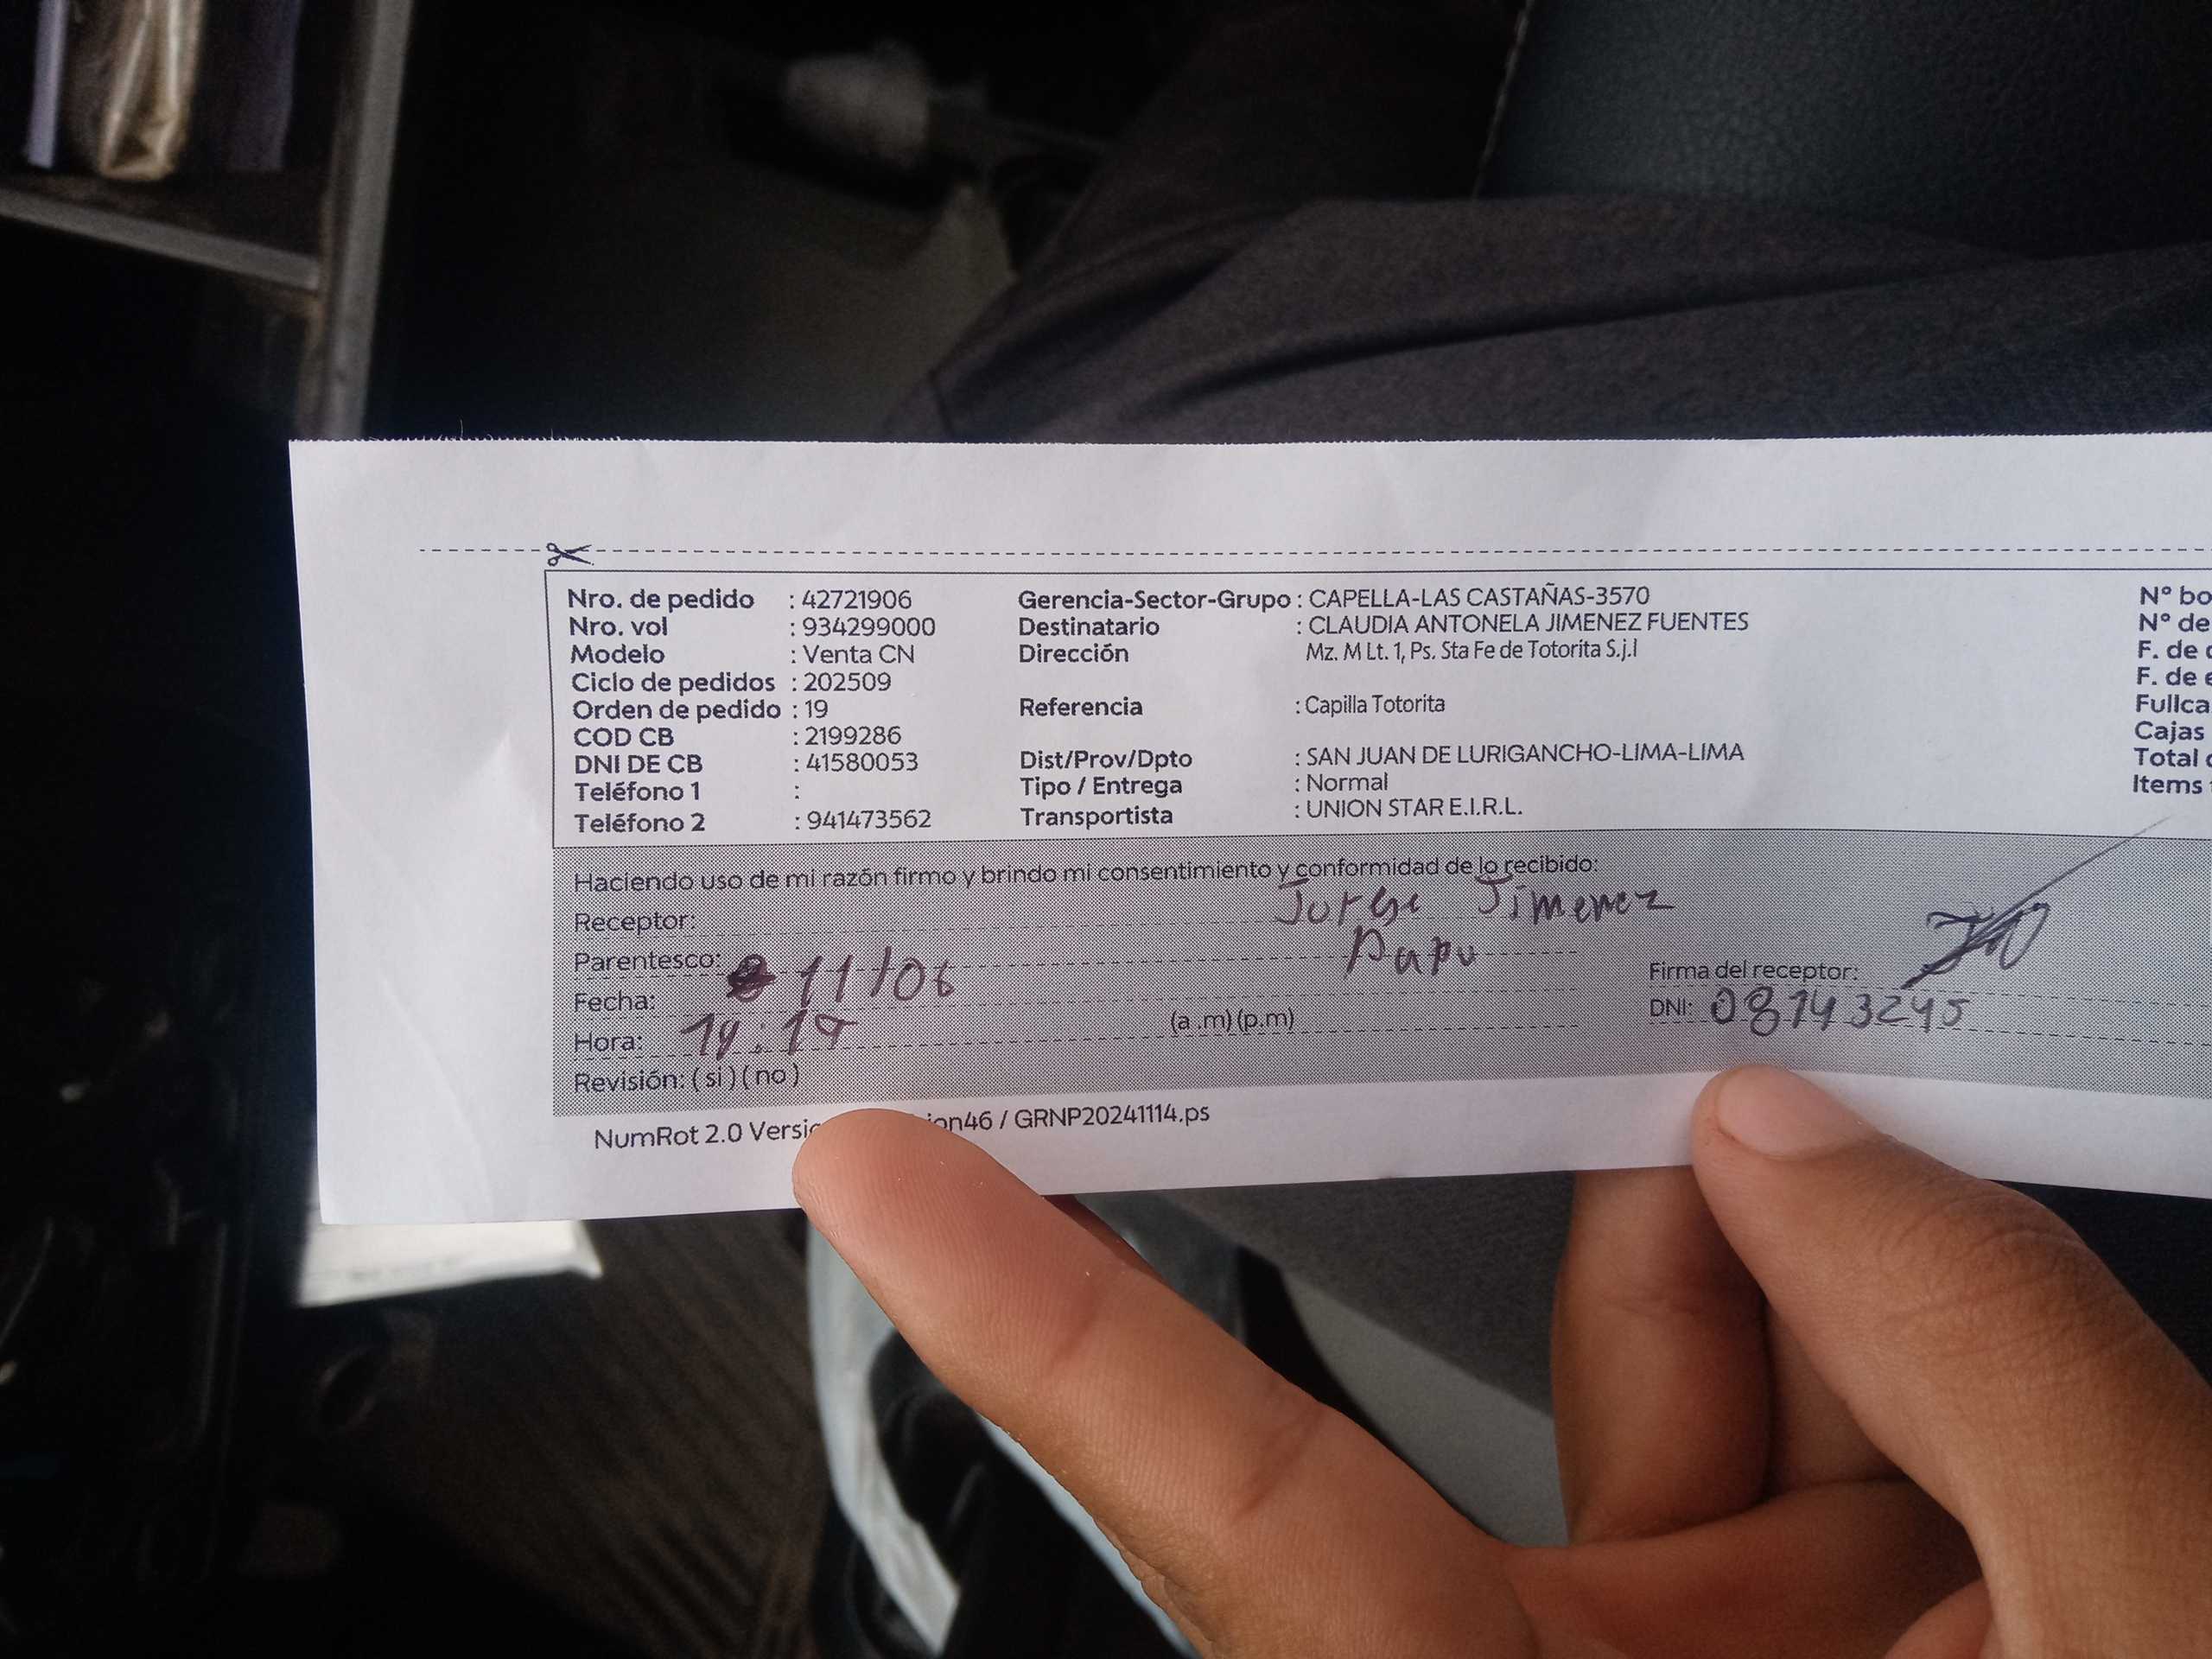 Nro. de pedido : 42721906 Gerencia-Sector-Grupo : CAPELLA-LAS CASTAÑAS-3570 N° bo
Nro. vol : 934299000 Destinatario : CLAUDIA ANTONELA JIMENEZ FUENTES N° de
Modelo : Venta CN Dirección Mz. M Lt. 1, Ps. Sta Fe de Totorita S.j.l F. de
Ciclo de pedidos : 202509 F. de e
Orden de pedido : 19 Referencia : Capilla Totorita Fullca
COD CB : 2199286 Cajas
DNI DE CB : 41580053 Dist/Prov/Dpto : SAN JUAN DE LURIGANCHO-LIMA-LIMA Total
Teléfono 1 : Tipo / Entrega : Normal Items
Teléfono 2 : 941473562 Transportista : UNION STAR E.I.R.L.
Haciendo uso de mi razón firmo y brindo mi consentimiento y conformidad de lo recibido:
Receptor: Jorge Jimenez
Parentesco: Papu
Fecha: 11/06 Firma del receptor:
Hora: (a .m) (p.m) DNI: 08143245
Revisión: (si) (no)
NumRot 2.0 ion46 / GRNP20241114.ps